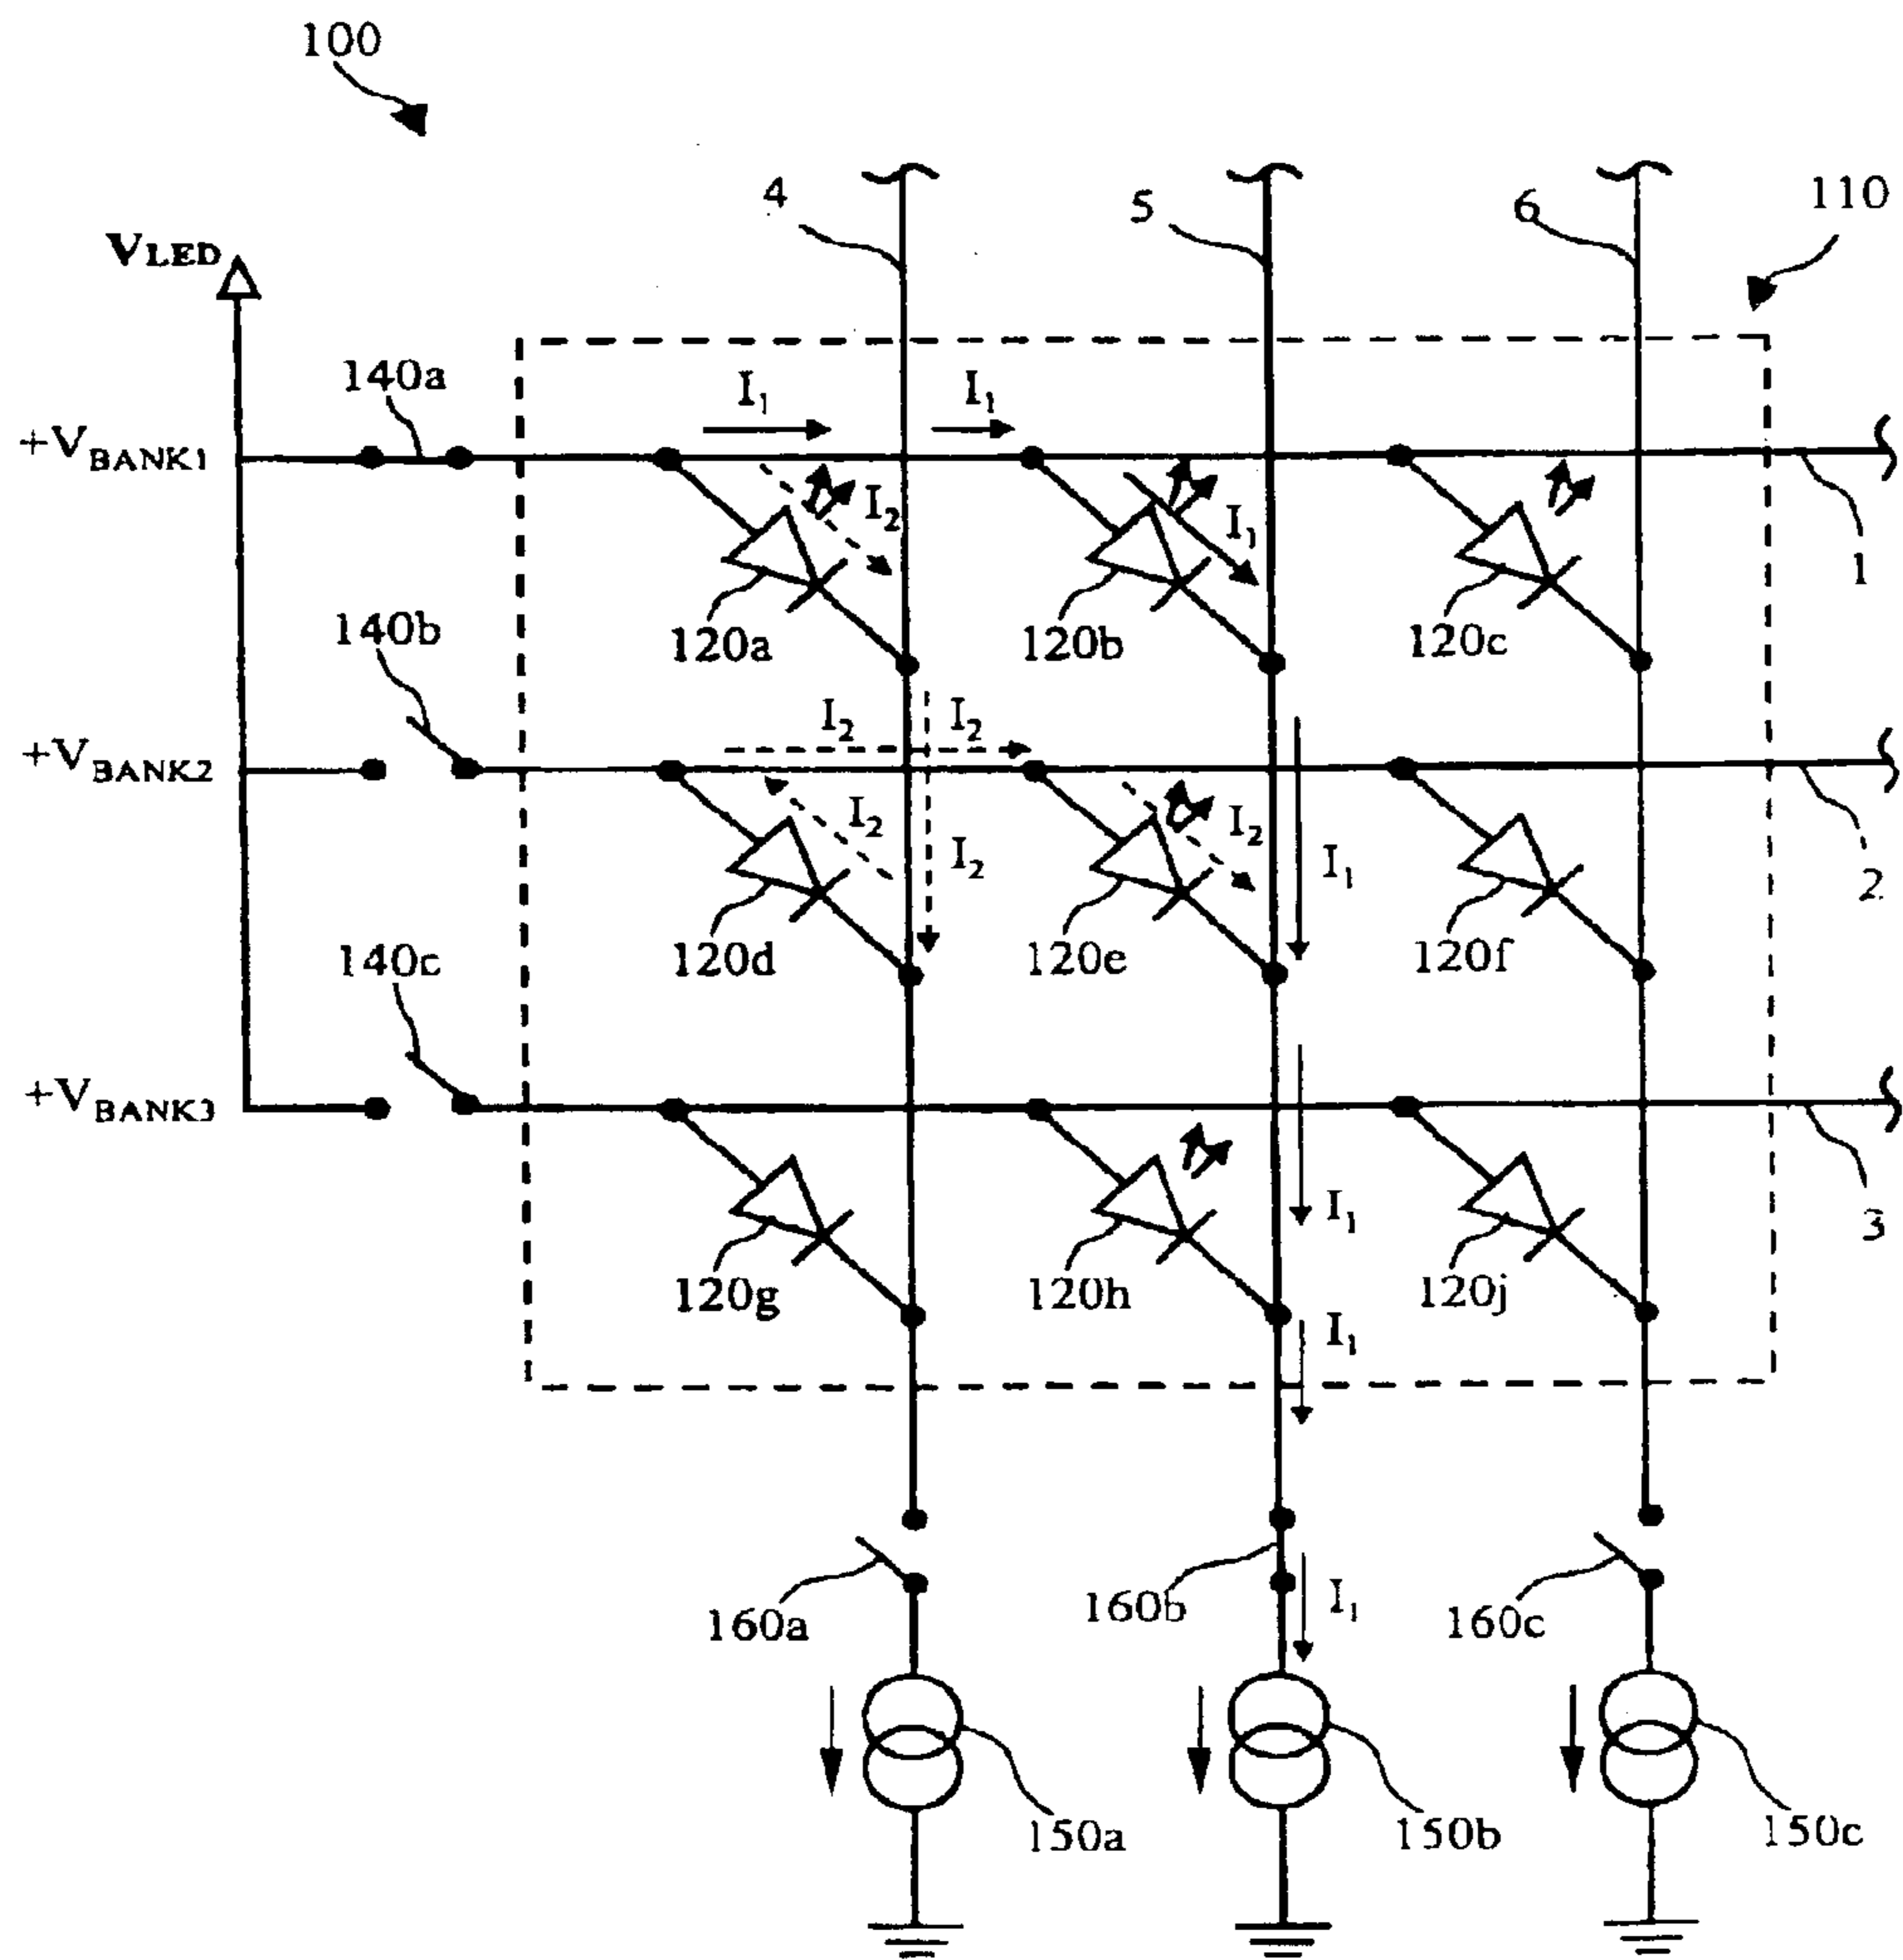 100
4 5 6 110
VLED
140a I1 I1
+VBANK1
I2 I1
1
140b 120a 120b 120c
I2 I2
+VBANK2
I2 I2 I2 I1
2
140c 120d 120e 120f
+VBANK3
I1 3
120g 120h 120j
I1
160a 160b I1 160c
150a 150b 150c